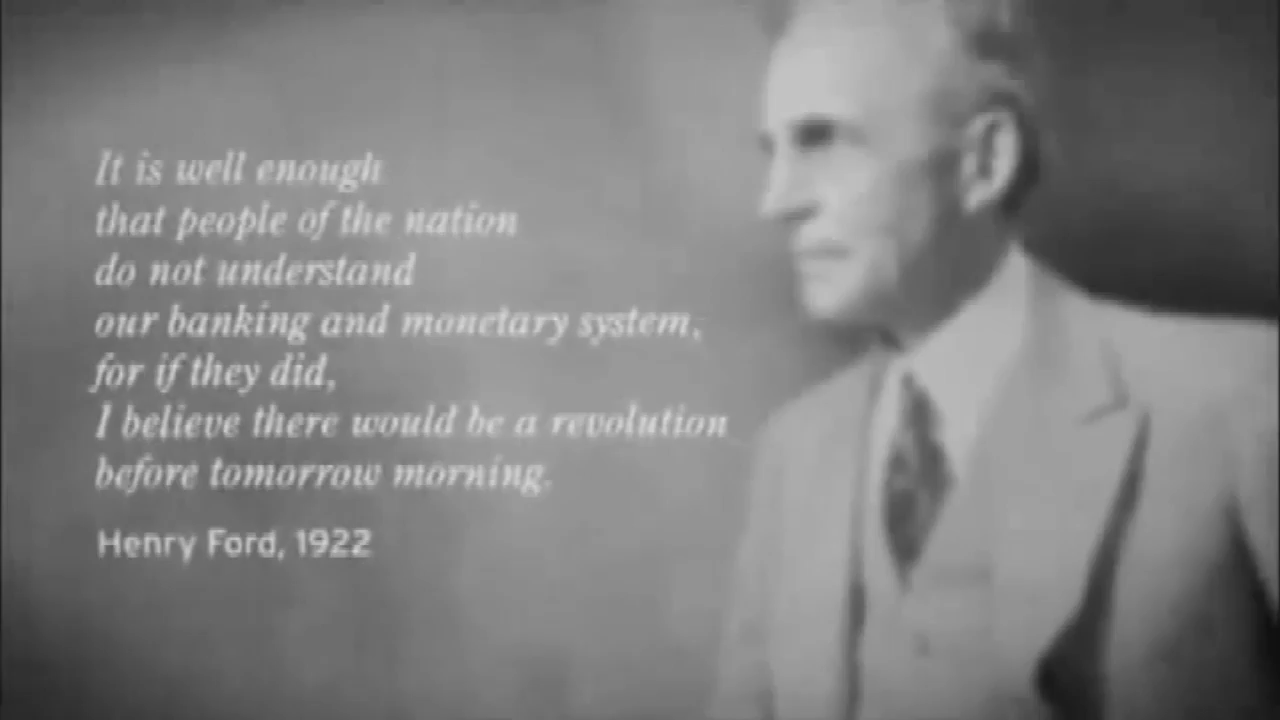 It is well enough
that people of the nation
do not understand
our banking and monetary system,
for if they did,
I believe there would be a revolution
before tomorrow morning.
Henry Ford, 1922